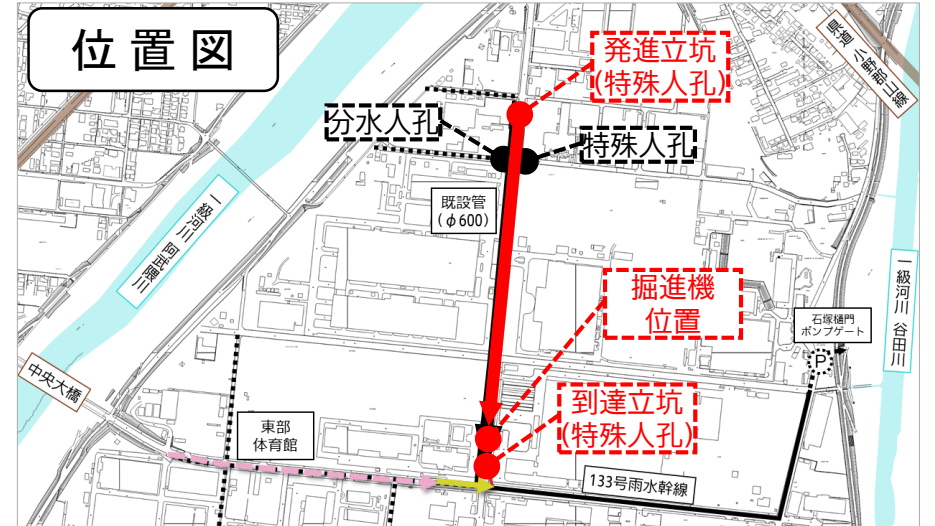 位置図
発進立坑
(特殊人孔)
県道 小野郡山線
分水人孔
特殊人孔
既設管
(φ600)
一級河川 阿武隈川
掘進機
位置
一級河川 谷田川
石塚樋門
ポンプゲート
P
中央大橋
到達立坑
(特殊人孔)
東部
体育館
133号雨水幹線